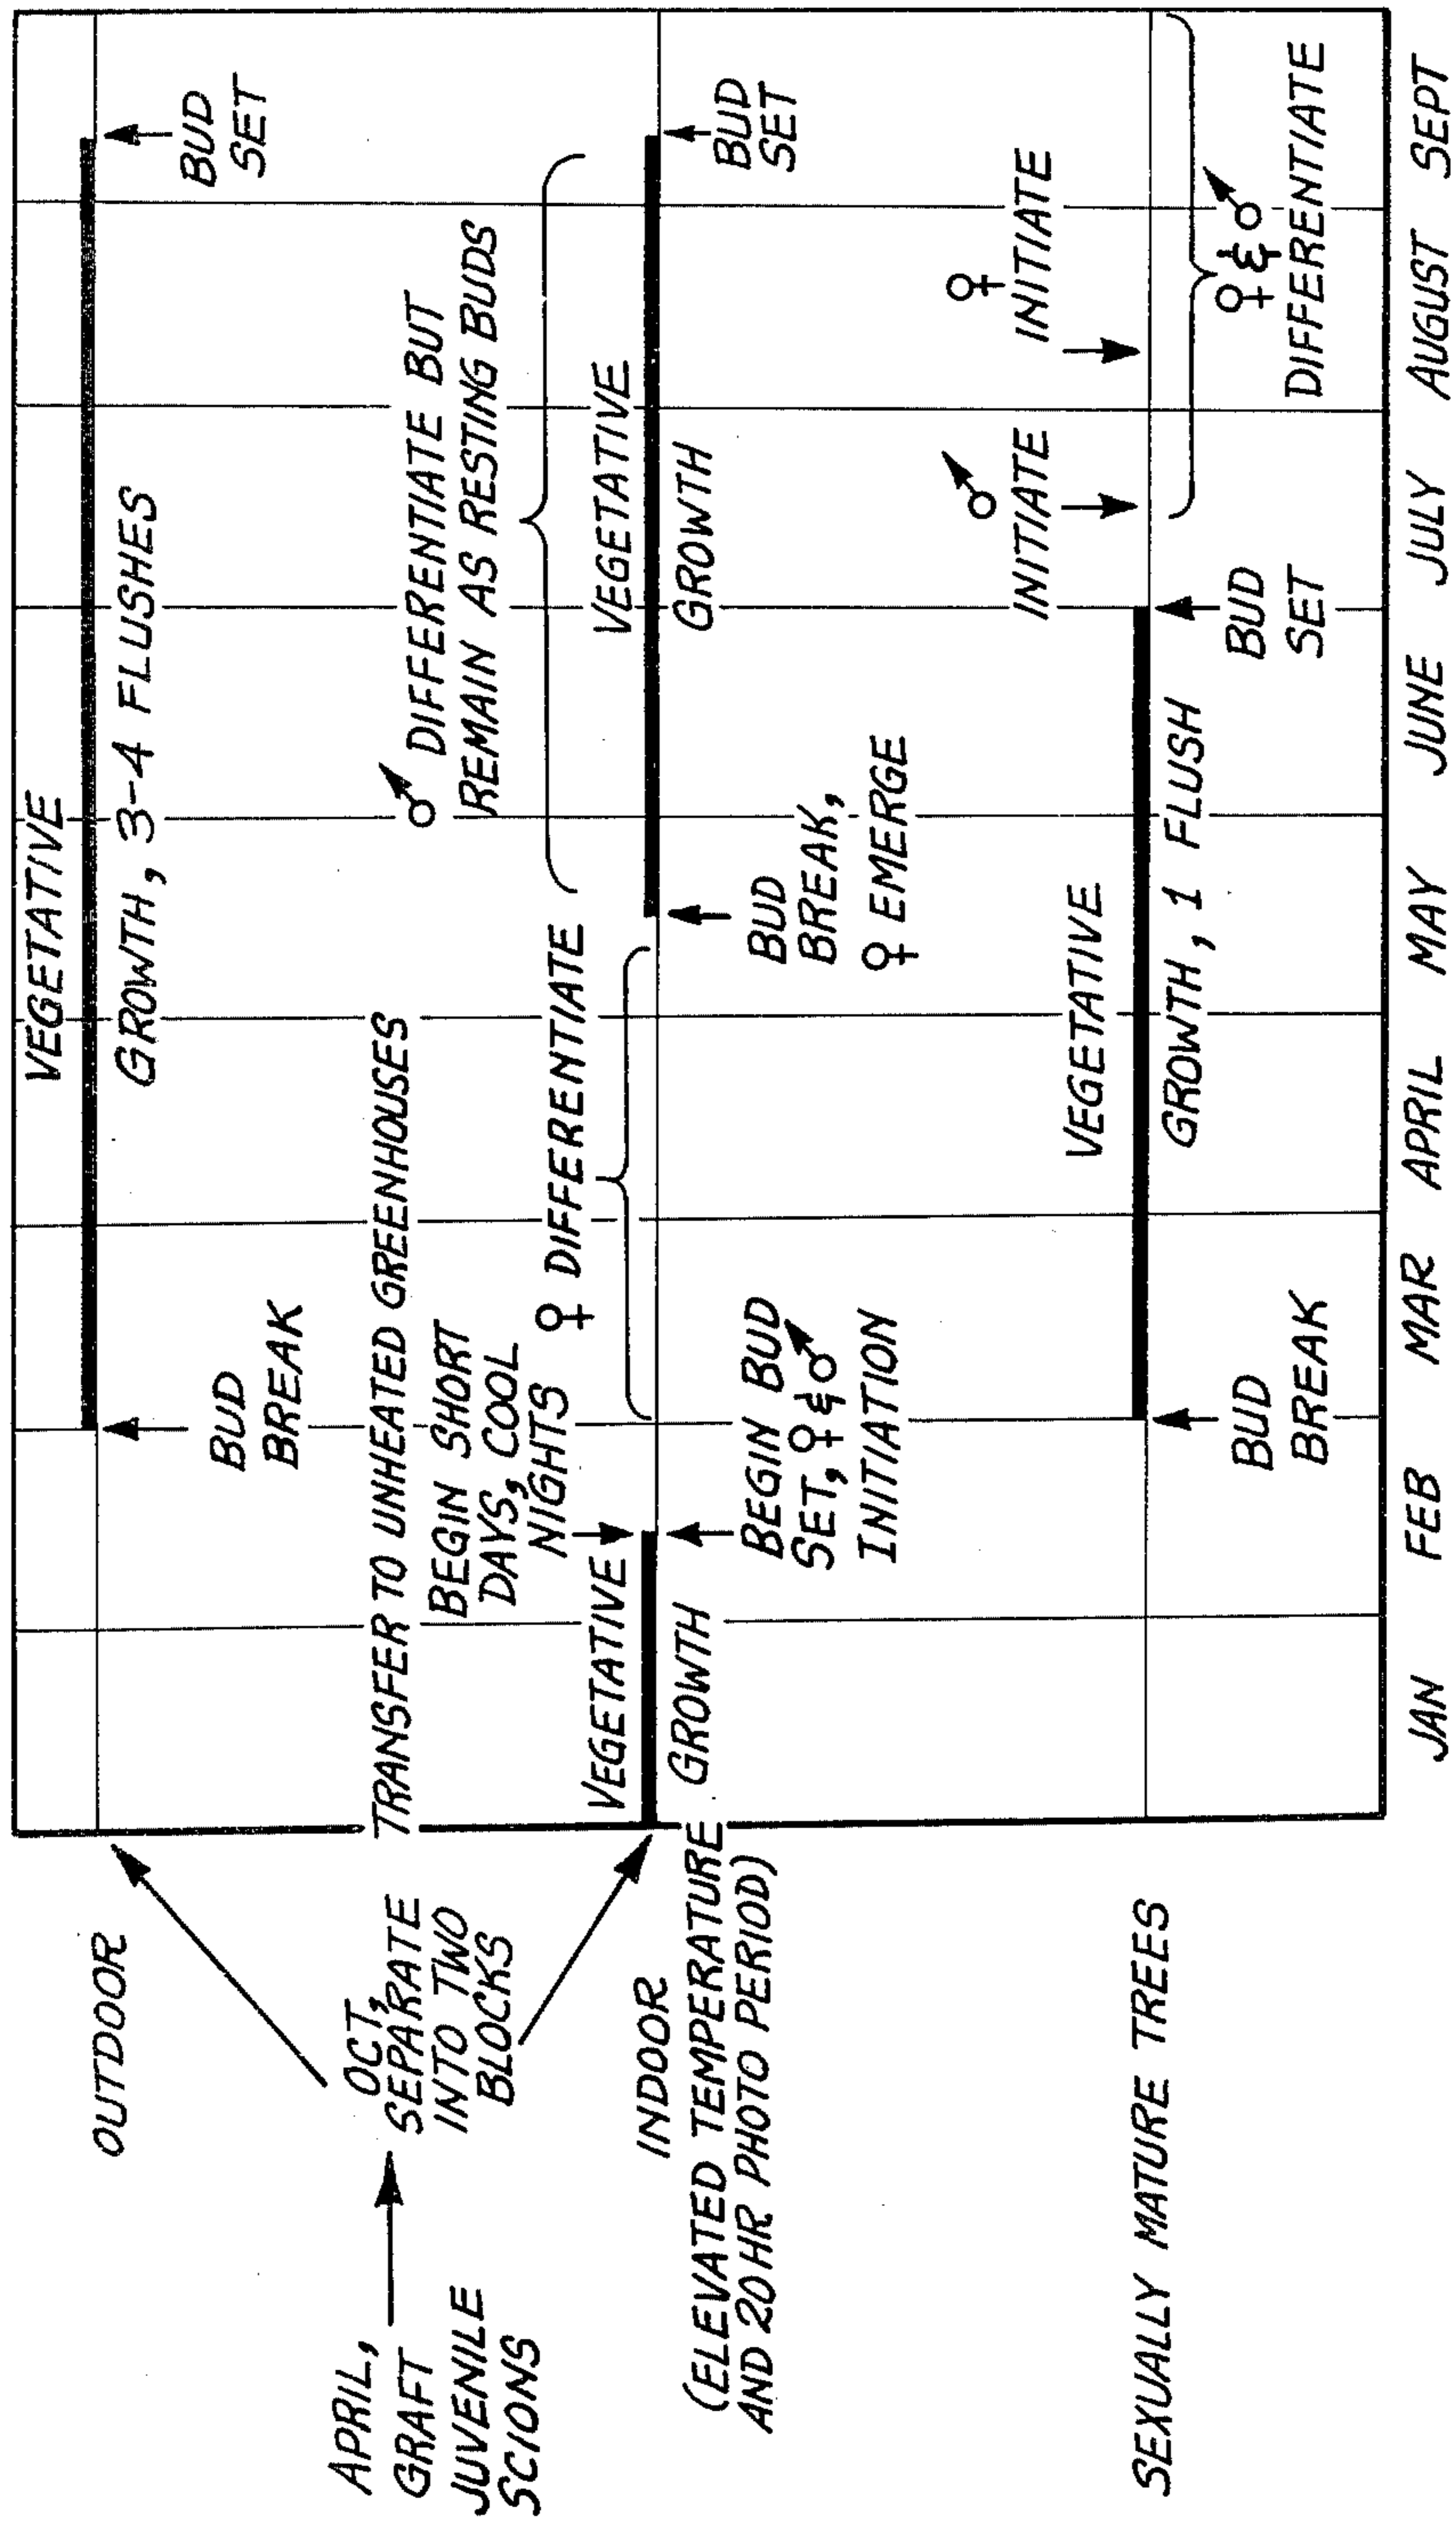 VEGETATIVE
GROWTH, 3-4 FLUSHES
BUD
BREAK
BUD
SET
OUTDOOR
APRIL,
GRAFT
JUVENILE
SCIONS
OCT,
SEPARATE
INTO TWO
BLOCKS
TRANSFER TO UNHEATED GREENHOUSES
BEGIN SHORT
DAYS, COOL
NIGHTS
♀ DIFFERENTIATE
♂ DIFFERENTIATE BUT
REMAIN AS RESTING BUDS
VEGETATIVE
GROWTH
VEGETATIVE
GROWTH
INDOOR
(ELEVATED TEMPERATURE
AND 20 HR PHOTO PERIOD)
BEGIN BUD
SET, ♀ & ♂
INITIATION
BUD
BREAK,
♀ EMERGE
BUD
SET
♂
INITIATE
♀
INITIATE
SEXUALLY MATURE TREES
VEGETATIVE
GROWTH, 1 FLUSH
BUD
BREAK
BUD
SET
♀ & ♂
DIFFERENTIATE
JAN FEB MAR APRIL MAY JUNE JULY AUGUST SEPT